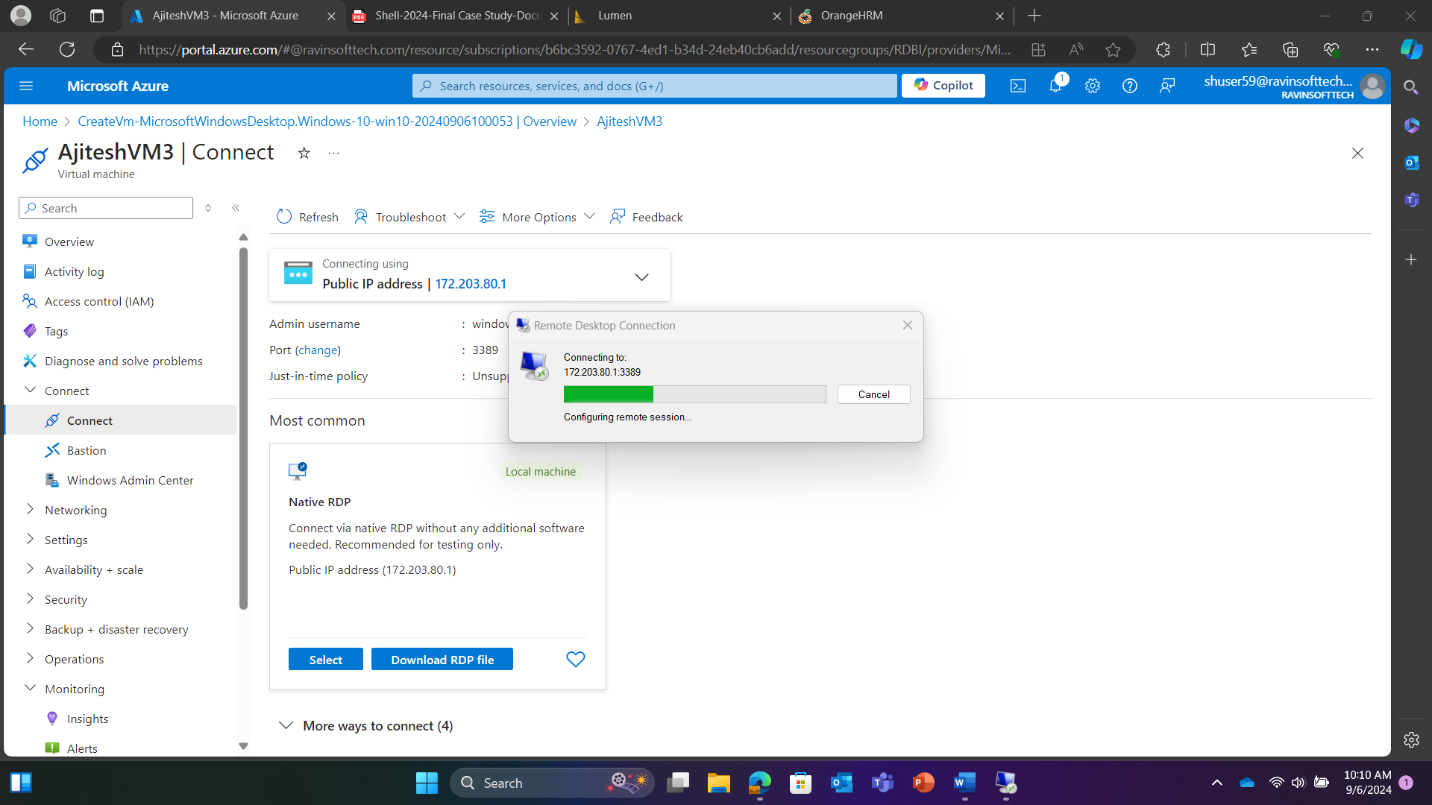 AjiteshVM3 - Microsoft Azure
Shell-2024-Final Case Study-Docu
Lumen
OrangeHRM
https://portal.azure.com/#@ravinsofttech.com/resource/subscriptions/b6bc3592-0767-4ed1-b34d-24eb40cb6add/resourcegroups/RDBI/providers/Mi...
Microsoft Azure
Search resources, services, and docs (G+/)
Copilot
1
shuser59@ravinsofttech...
RAVINSOFTTECH
Home > CreateVm-MicrosoftWindowsDesktop.Windows-10-win10-20240906100053 | Overview > AjiteshVM3
AjiteshVM3 | Connect
Virtual machine
Search
Refresh
Troubleshoot
More Options
Feedback
Overview
Activity log
Access control (IAM)
Tags
Diagnose and solve problems
Connect
Connect
Bastion
Windows Admin Center
Networking
Settings
Availability + scale
Security
Backup + disaster recovery
Operations
Monitoring
Insights
Alerts
Connecting using
Public IP address | 172.203.80.1
Admin username : window
Port (change) : 3389
Just-in-time policy : Unsupp
Remote Desktop Connection
Connecting to:
172.203.80.1:3389
Cancel
Configuring remote session...
Most common
Local machine
Native RDP
Connect via native RDP without any additional software
needed. Recommended for testing only.
Public IP address (172.203.80.1)
Select
Download RDP file
More ways to connect (4)
Search
10:10 AM
9/6/2024
1